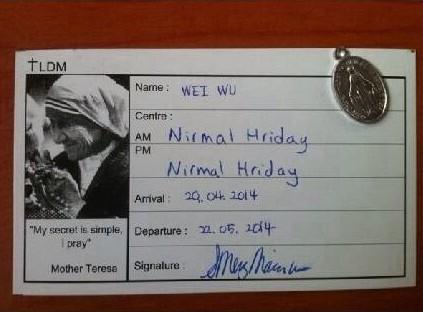 †LDM
Name : WEI WU
Centre :
AM Nirmal Hriday
PM
Nirmal Hriday
Arrival : 29. 04. 2014
Departure : 22. 05. 2014
Signature :
"My secret is simple,
I pray"
Mother Teresa